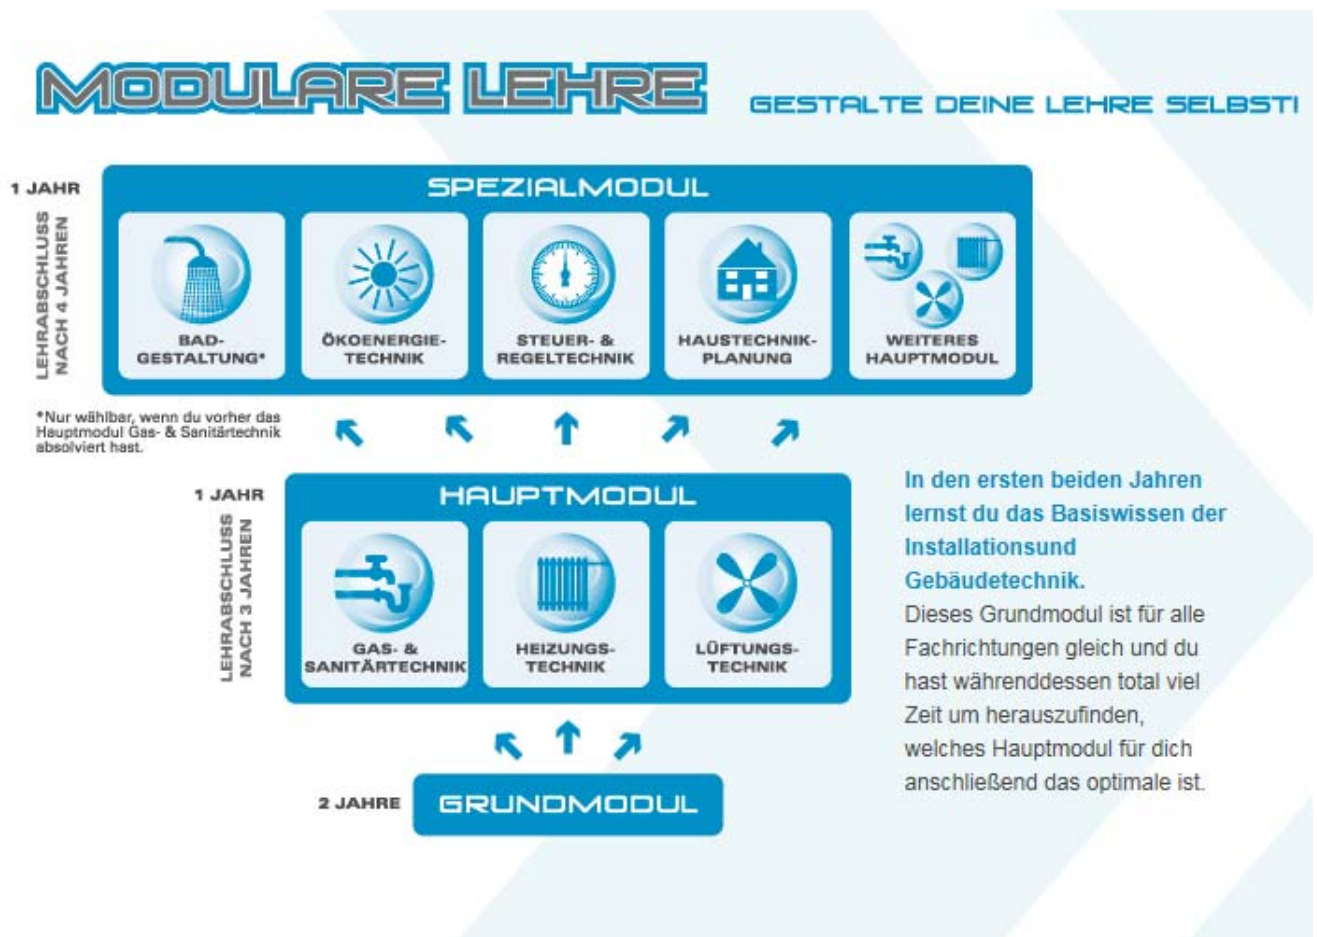 MODULARE LEHRE
GESTALTE DEINE LEHRE SELBST!
1 JAHR
LEHRABSCHLUSS
NACH 4 JAHREN
SPEZIALMODUL
BAD-
GESTALTUNG*
ÖKOENERGIE-
TECHNIK
STEUER- &
REGELTECHNIK
HAUSTECHNIK-
PLANUNG
WEITERES
HAUPTMODUL
*Nur wählbar, wenn du vorher das
Hauptmodul Gas- & Sanitärtechnik
absolviert hast.
1 JAHR
LEHRABSCHLUSS
NACH 3 JAHREN
HAUPTMODUL
GAS- &
SANITÄRTECHNIK
HEIZUNGS-
TECHNIK
LÜFTUNGS-
TECHNIK
2 JAHRE
GRUNDMODUL
In den ersten beiden Jahren
lernst du das Basiswissen der
Installationsund
Gebäudetechnik.
Dieses Grundmodul ist für alle
Fachrichtungen gleich und du
hast währenddessen total viel
Zeit um herauszufinden,
welches Hauptmodul für dich
anschließend das optimale ist.